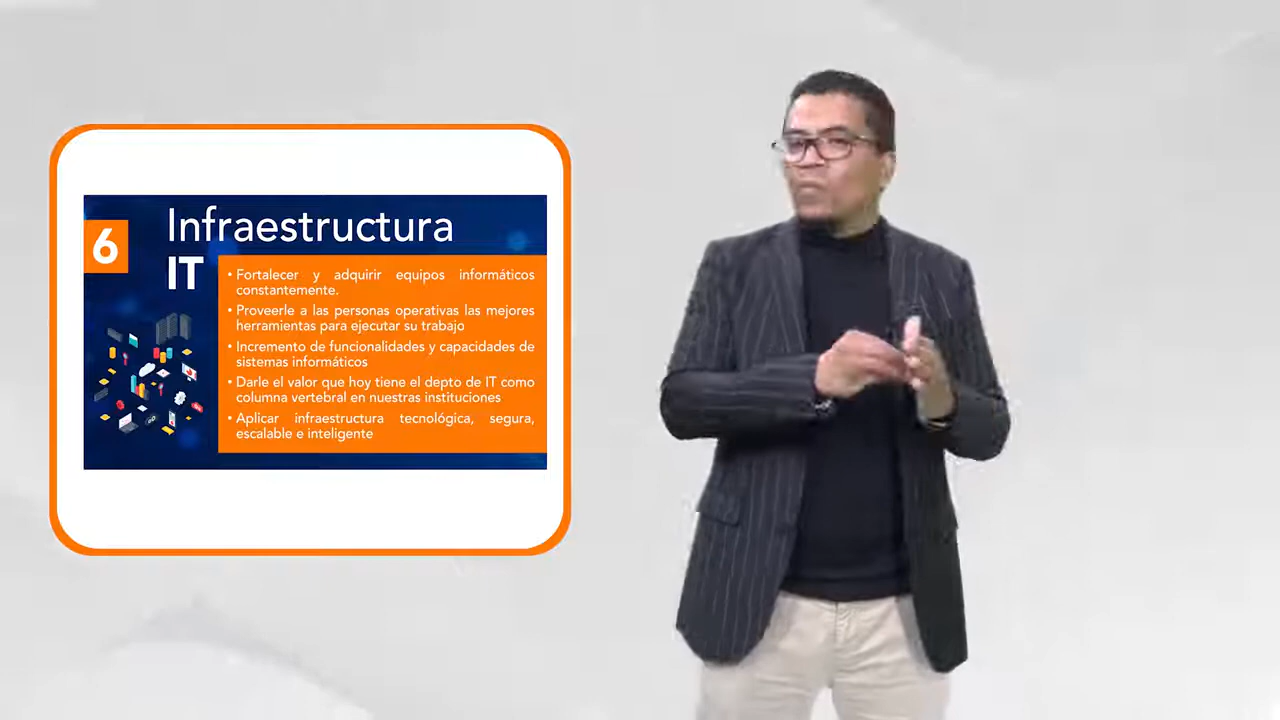 6
Infraestructura
IT
• Fortalecer y adquirir equipos informáticos
constantemente.
• Proveerle a las personas operativas las mejores
herramientas para ejecutar su trabajo
• Incremento de funcionalidades y capacidades de
sistemas informáticos
• Darle el valor que hoy tiene el depto de IT como
columna vertebral en nuestras instituciones
• Aplicar infraestructura tecnológica, segura,
escalable e inteligente